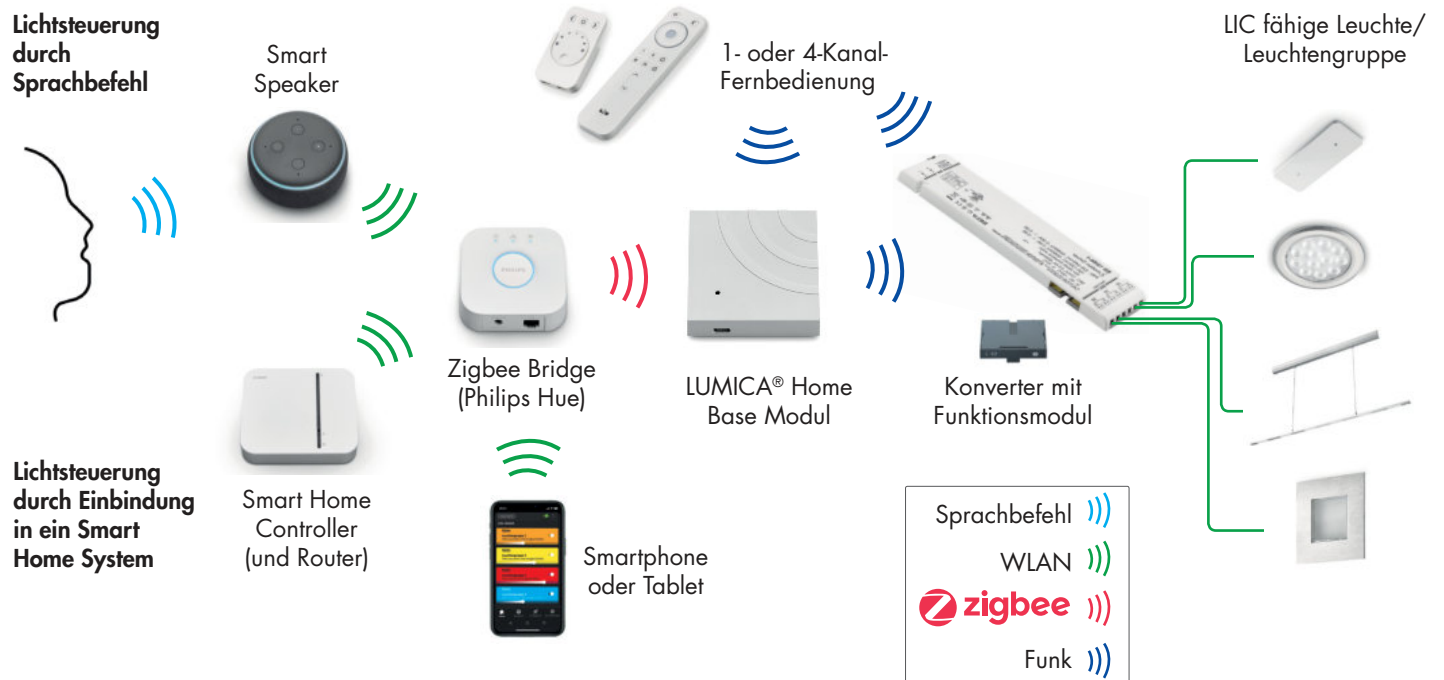 Lichtsteuerung
durch
Sprachbefehl
Smart
Speaker
1- oder 4-Kanal-
Fernbedienung
LIC fähige Leuchte/
Leuchtengruppe
PHILIPS
Zigbee Bridge
(Philips Hue)
LUMICA® Home
Base Modul
Konverter mit
Funktionsmodul
Lichtsteuerung
durch Einbindung
in ein Smart
Home System
Smart Home
Controller
(und Router)
Smartphone
oder Tablet
Sprachbefehl
WLAN
zigbee
Funk